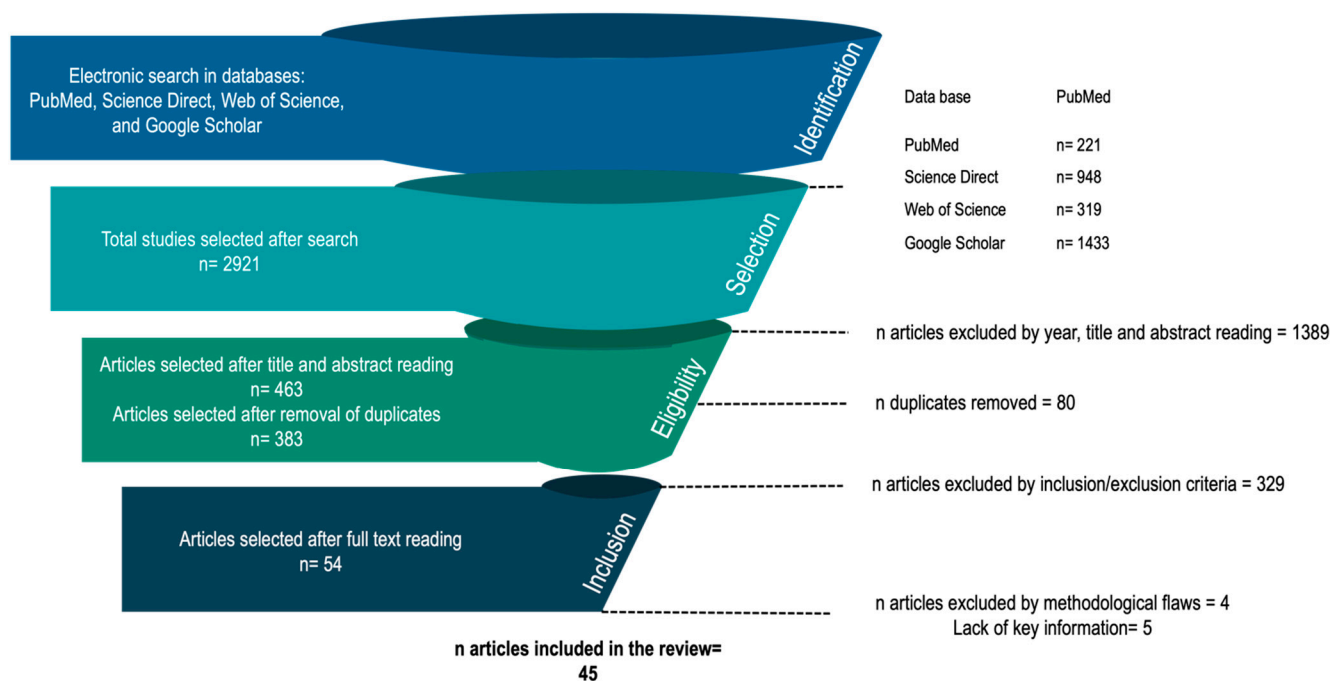 Electronic search in databases:
PubMed, Science Direct, Web of Science,
and Google Scholar
Identification
Data base PubMed
PubMed n= 221
Science Direct n= 948
Web of Science n= 319
Google Scholar n= 1433
Total studies selected after search
n= 2921
Selection
n articles excluded by year, title and abstract reading = 1389
Articles selected after title and abstract reading
n= 463
Articles selected after removal of duplicates
n= 383
Eligibility
n duplicates removed = 80
n articles excluded by inclusion/exclusion criteria = 329
Articles selected after full text reading
n= 54
Inclusion
n articles excluded by methodological flaws = 4
Lack of key information= 5
n articles included in the review=
45